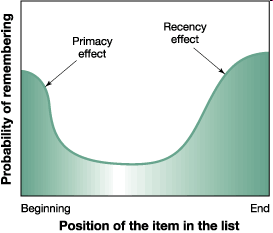 Probability of remembering
Primacy
effect
Recency
effect
Beginning
End
Position of the item in the list